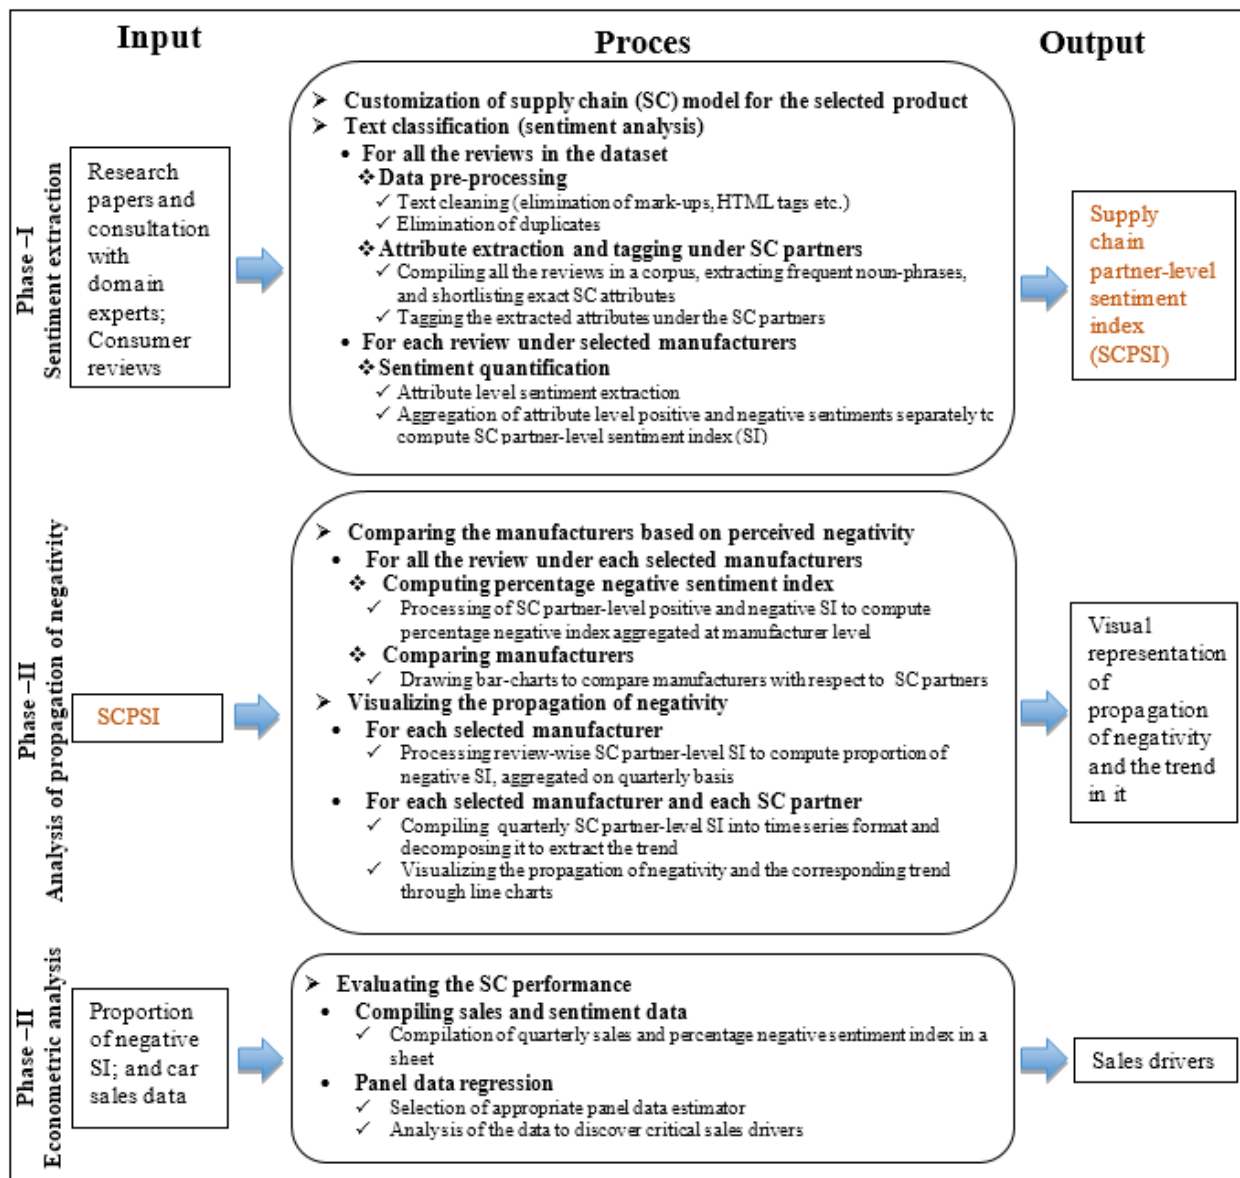 Input
Proces
Output
Phase –I
Sentiment extraction
Research
papers and
consultation
with
domain
experts;
Consumer
reviews
➢ Customization of supply chain (SC) model for the selected product
➢ Text classification (sentiment analysis)
• For all the reviews in the dataset
❖ Data pre-processing
✓ Text cleaning (elimination of mark-ups, HTML tags etc.)
✓ Elimination of duplicates
❖ Attribute extraction and tagging under SC partners
✓ Compiling all the reviews in a corpus, extracting frequent noun-phrases,
and shortlisting exact SC attributes
✓ Tagging the extracted attributes under the SC partners
• For each review under selected manufacturers
❖ Sentiment quantification
✓ Attribute level sentiment extraction
✓ Aggregation of attribute level positive and negative sentiments separately to
compute SC partner-level sentiment index (SI)
Supply
chain
partner-level
sentiment
index
(SCPSI)
Phase –II
Analysis of propagation of negativity
SCPSI
➢ Comparing the manufacturers based on perceived negativity
• For all the review under each selected manufacturers
❖ Computing percentage negative sentiment index
✓ Processing of SC partner-level positive and negative SI to compute
percentage negative index aggregated at manufacturer level
❖ Comparing manufacturers
✓ Drawing bar-charts to compare manufacturers with respect to SC partners
➢ Visualizing the propagation of negativity
• For each selected manufacturer
✓ Processing review-wise SC partner-level SI to compute proportion of
negative SI, aggregated on quarterly basis
• For each selected manufacturer and each SC partner
✓ Compiling quarterly SC partner-level SI into time series format and
decomposing it to extract the trend
✓ Visualizing the propagation of negativity and the corresponding trend
through line charts
Visual
representation
of
propagation
of negativity
and the trend
in it
Phase –II
Econometric analysis
Proportion
of negative
SI; and car
sales data
➢ Evaluating the SC performance
• Compiling sales and sentiment data
✓ Compilation of quarterly sales and percentage negative sentiment index in a
sheet
• Panel data regression
✓ Selection of appropriate panel data estimator
✓ Analysis of the data to discover critical sales drivers
Sales drivers